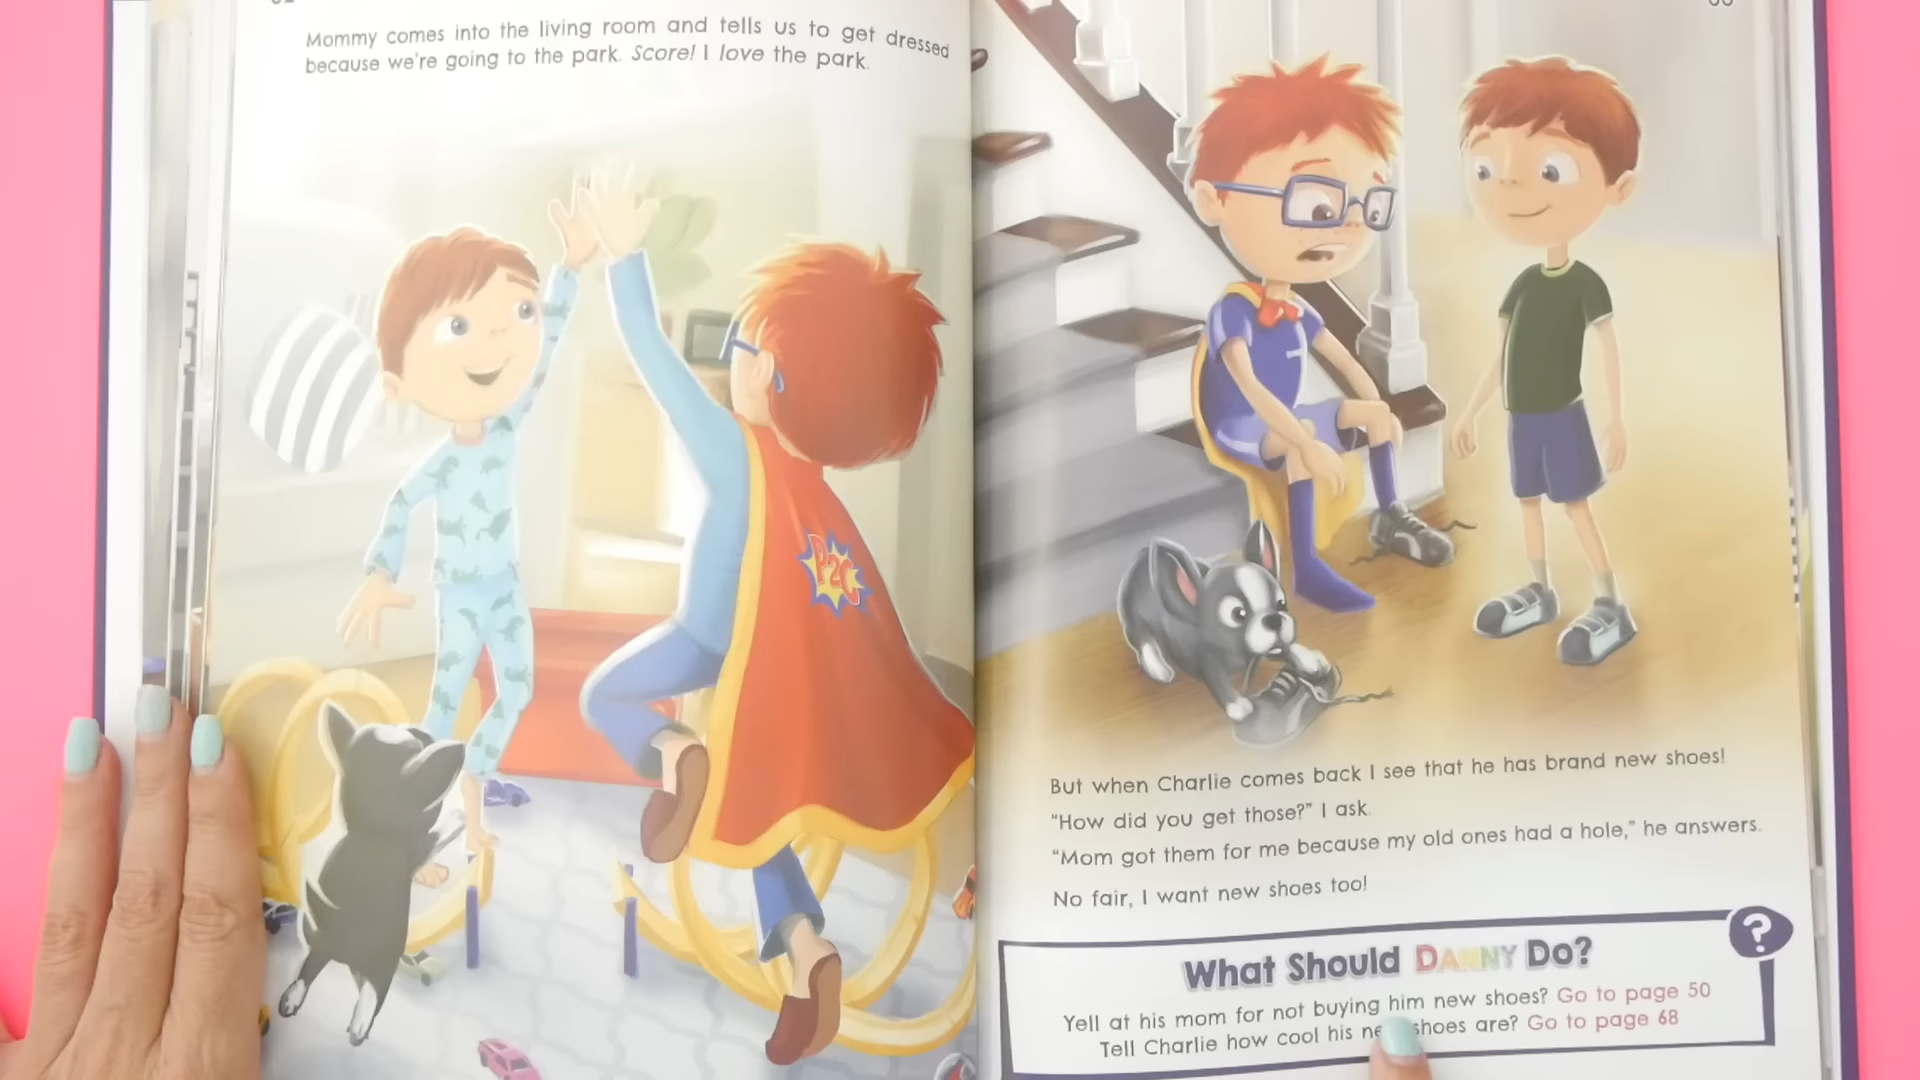 Mommy comes into the living room and tells us to get dressed
because we're going to the park. Score! I love the park.
P2C
But when Charlie comes back I see that he has brand new shoes!
"How did you get those?" I ask.
"Mom got them for me because my old ones had a hole," he answers.
No fair, I want new shoes too!
?
What Should DANNY Do?
Yell at his mom for not buying him new shoes? Go to page 50
Tell Charlie how cool his shoes are? Go to page 68